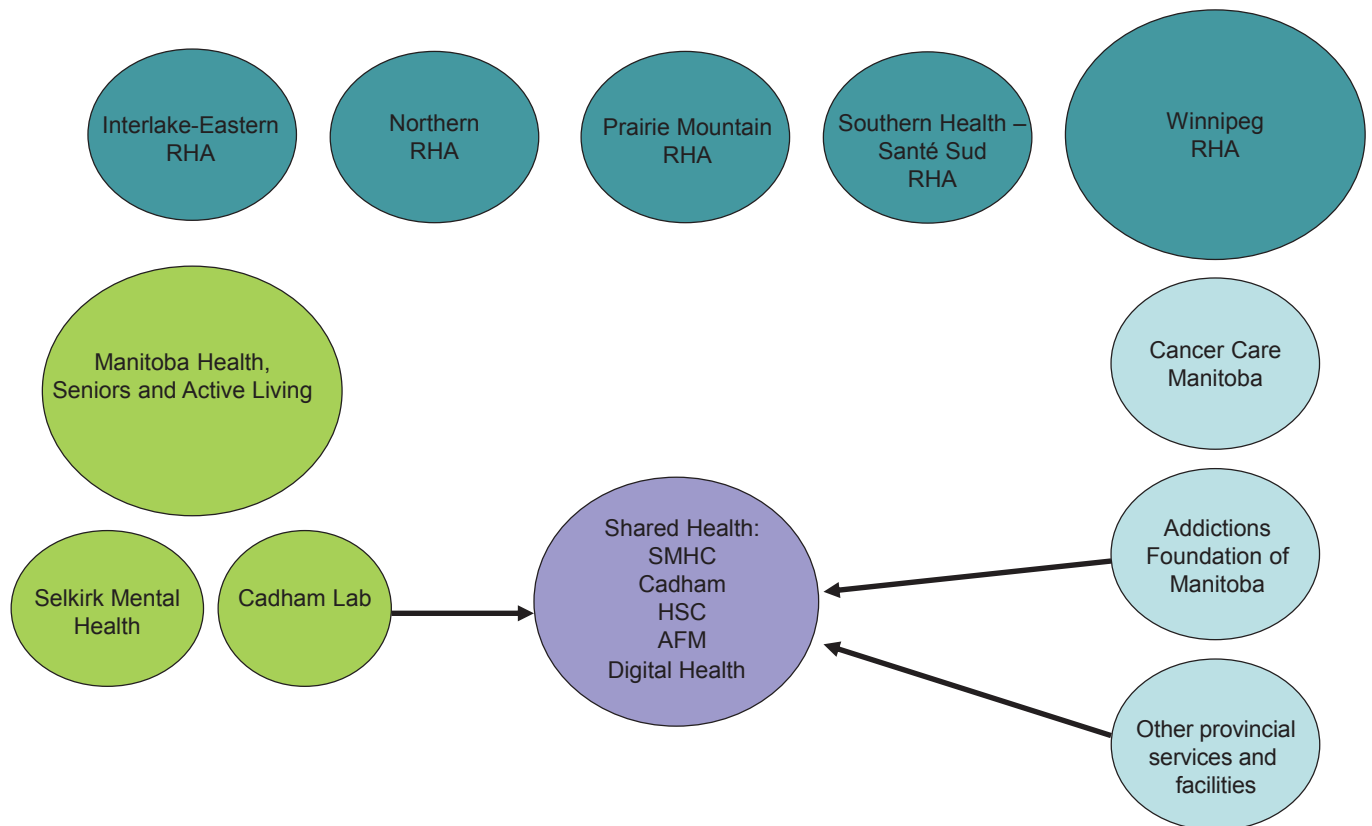 Interlake-Eastern
RHA
Northern
RHA
Prairie Mountain
RHA
Southern Health –
Santé Sud
RHA
Winnipeg
RHA
Manitoba Health,
Seniors and Active Living
Cancer Care
Manitoba
Selkirk Mental
Health
Cadham Lab
Shared Health:
SMHC
Cadham
HSC
AFM
Digital Health
Addictions
Foundation of
Manitoba
Other provincial
services and
facilities